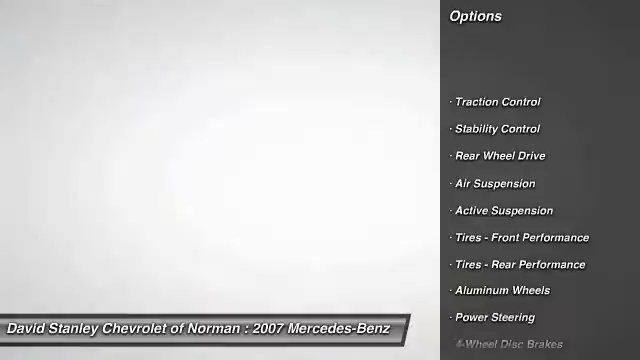 Options
· Traction Control
· Stability Control
· Rear Wheel Drive
· Air Suspension
· Active Suspension
· Tires - Front Performance
· Tires - Rear Performance
· Aluminum Wheels
· Power Steering
4-Wheel Disc Brakes
David Stanley Chevrolet of Norman : 2007 Mercedes-Benz